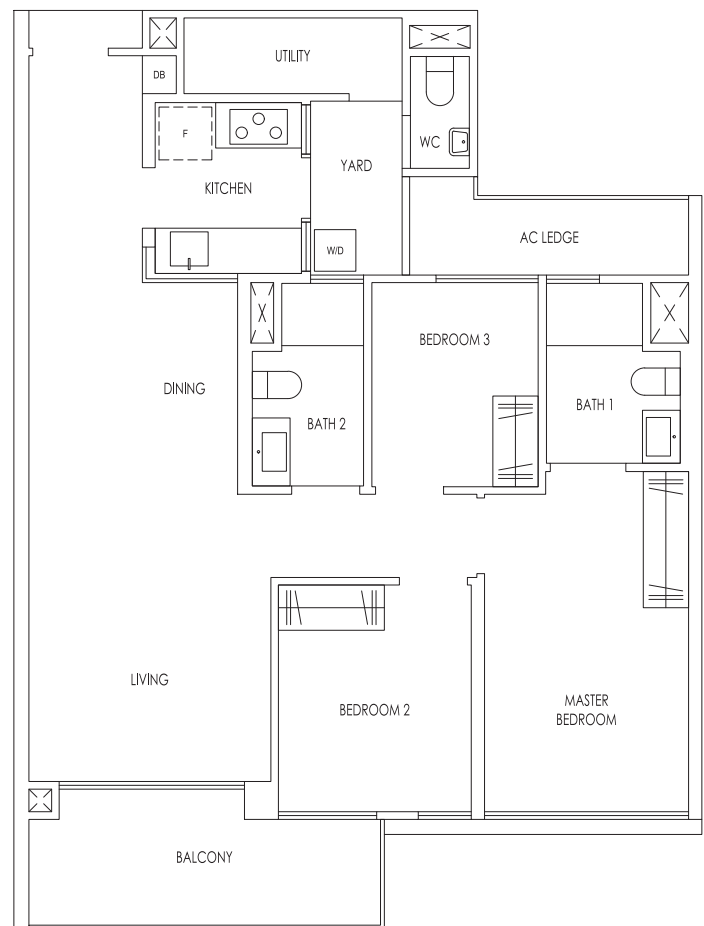 UTILITY
DB
F
WC
YARD
KITCHEN
AC LEDGE
W/D
BEDROOM 3
DINING
BATH 1
BATH 2
LIVING
MASTER
BEDROOM
BEDROOM 2
BALCONY